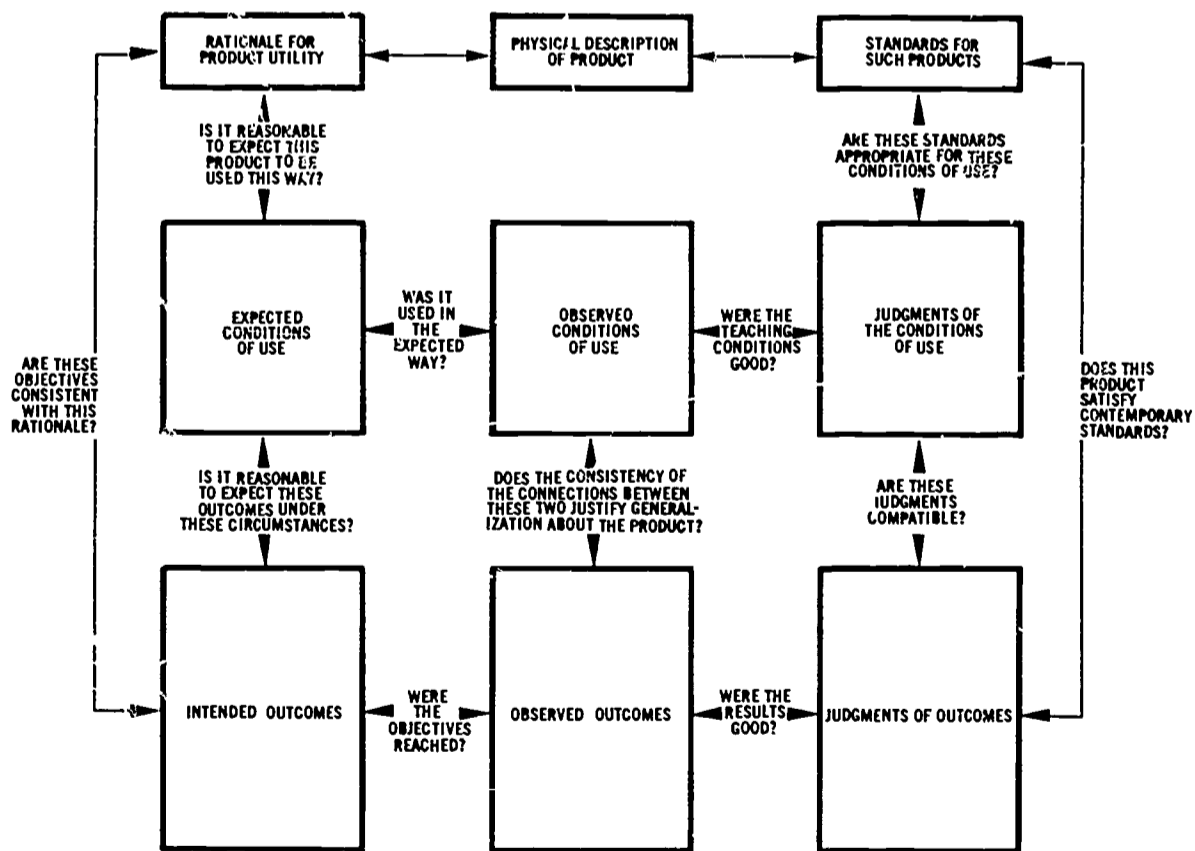 RATIONALE FOR
PRODUCT UTILITY
PHYSICAL DESCRIPTION
OF PRODUCT
STANDARDS FOR
SUCH PRODUCTS
IS IT REASONABLE
TO EXPECT THIS
PRODUCT TO BE
USED THIS WAY?
ARE THESE STANDARDS
APPROPRIATE FOR THESE
CONDITIONS OF USE?
EXPECTED
CONDITIONS
OF USE
WAS IT
USED IN
THE
EXPECTED
WAY?
OBSERVED
CONDITIONS
OF USE
WERE THE
TEACHING
CONDITIONS
GOOD?
JUDGMENTS OF
THE CONDITIONS
OF USE
ARE THESE
OBJECTIVES
CONSISTENT
WITH THIS
RATIONALE?
DOES THIS
PRODUCT
SATISFY
CONTEMPORARY
STANDARDS?
IS IT REASONABLE
TO EXPECT THESE
OUTCOMES UNDER
THESE CIRCUMSTANCES?
DOES THE CONSISTENCY OF
THE CONNECTIONS BETWEEN
THESE TWO JUSTIFY GENERAL-
IZATION ABOUT THE PRODUCT?
ARE THESE
JUDGMENTS
COMPATIBLE?
INTENDED OUTCOMES
WERE
THE
OBJECTIVES
REACHED?
OBSERVED OUTCOMES
WERE THE
RESULTS
GOOD?
JUDGMENTS OF OUTCOMES